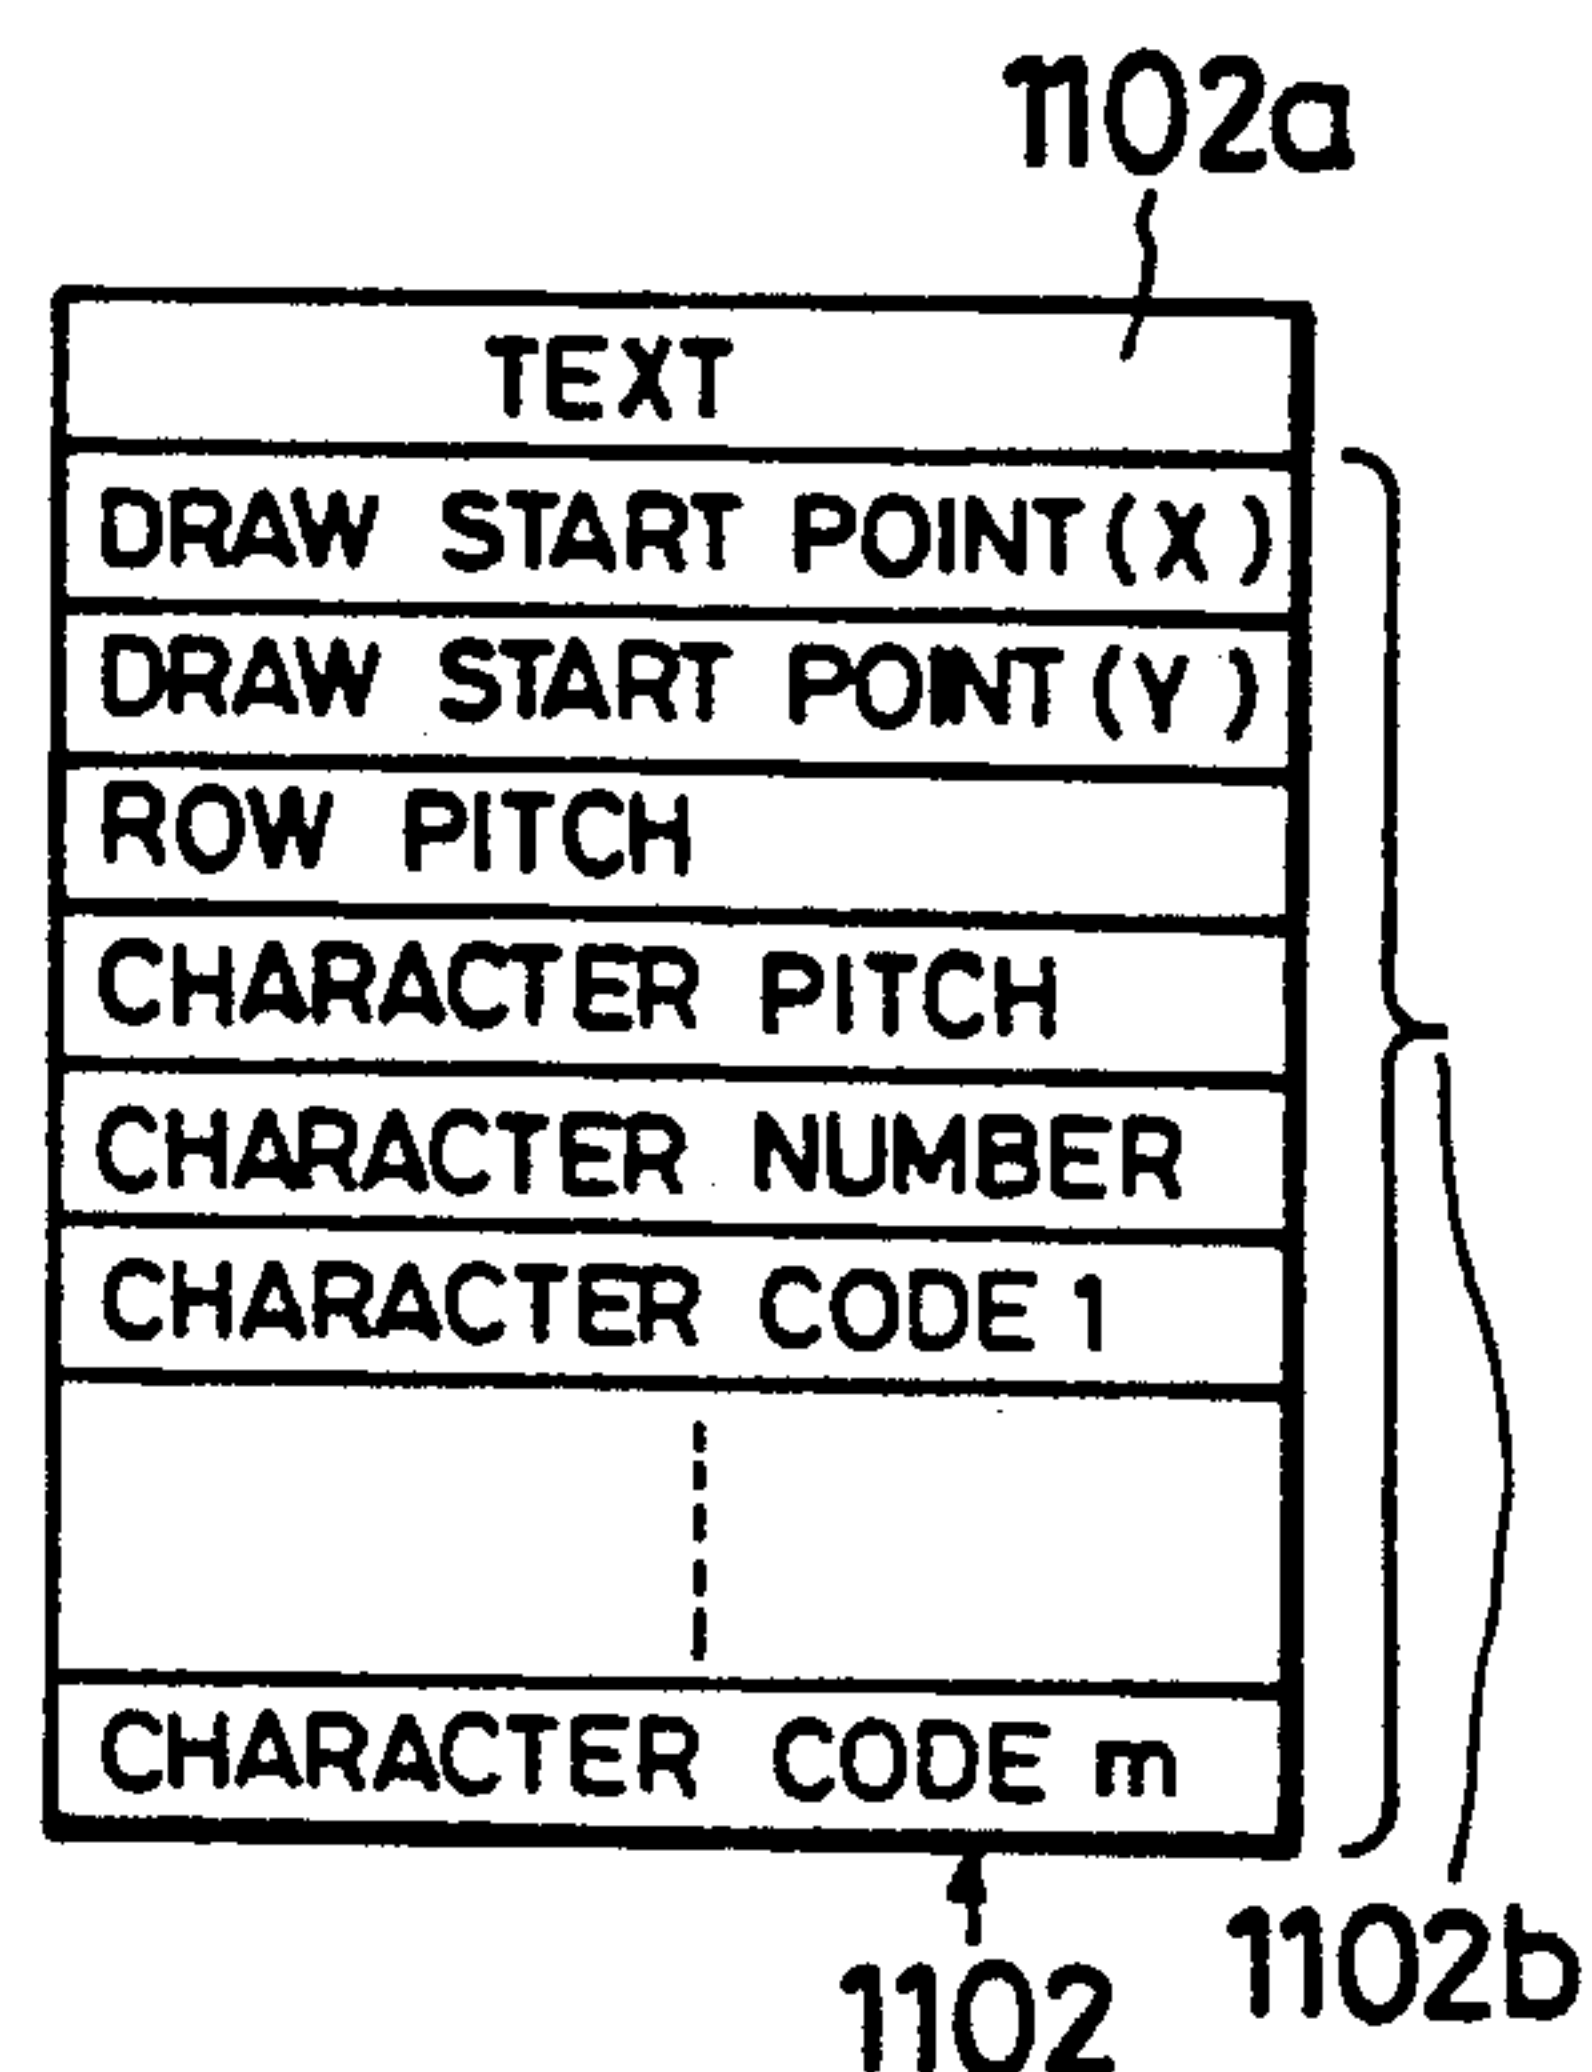 1102a
TEXT
DRAW START POINT(X)
DRAW START POINT(Y)
ROW PITCH
CHARACTER PITCH
CHARACTER NUMBER
CHARACTER CODE 1
CHARACTER CODE m
1102b
1102